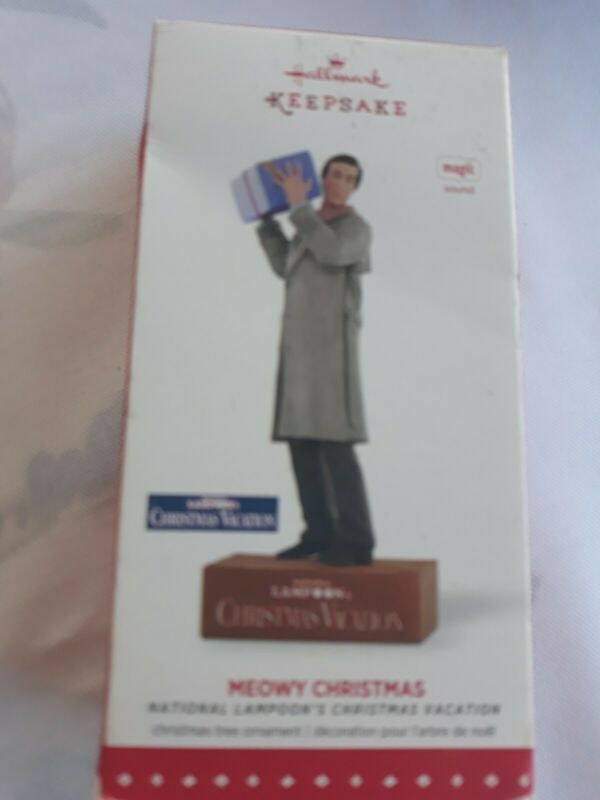 Hallmark
KEEPSAKE
magic
sound
LAMPOON'S
CHRISTMAS VACATION
LAMPOON'S
CHRISTMAS VACATION
MEOWY CHRISTMAS
NATIONAL LAMPOON'S CHRISTMAS VACATION
christmas tree ornament | décoration pour l'arbre de noël